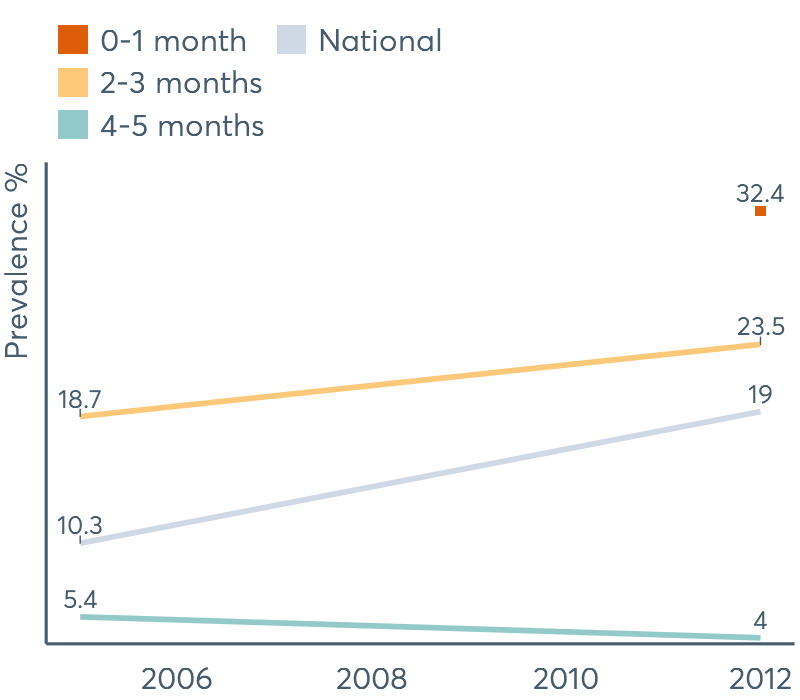 0-1 month
National
2-3 months
4-5 months
Prevalence %
32.4
23.5
18.7
19
10.3
5.4
4
2006
2008
2010
2012